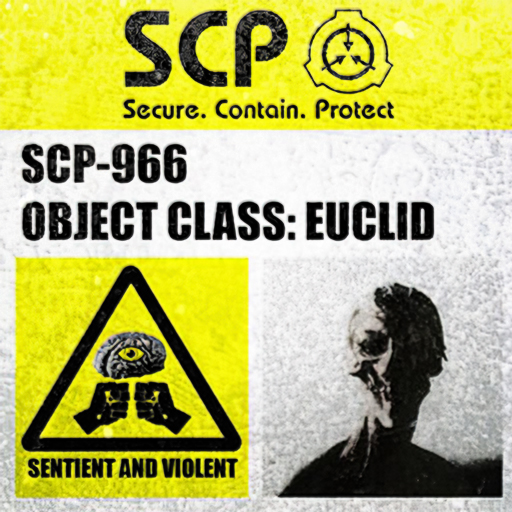 SCP
Secure. Contain. Protect
SCP-966
OBJECT CLASS: EUCLID
SENTIENT AND VIOLENT